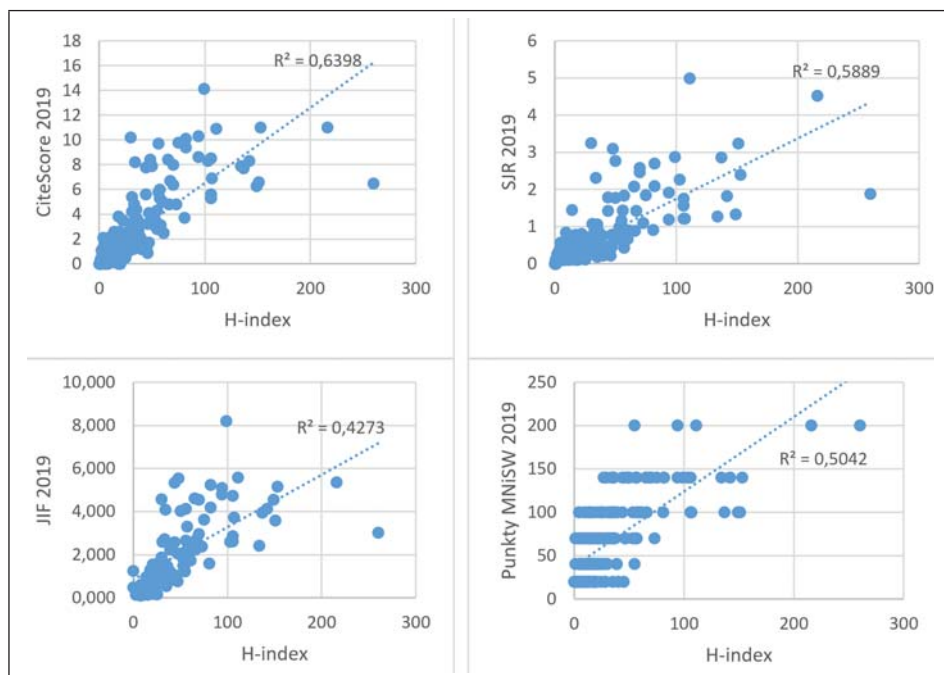 18
16
14
12
10
8
6
4
2
0
CiteScore 2019
R² = 0,6398
0 100 200 300
H-index
6
5
4
3
2
1
0
SJR 2019
R² = 0,5889
0 100 200 300
H-index
10,000
8,000
6,000
4,000
2,000
0,000
JIF 2019
R² = 0,4273
0 100 200 300
H-index
250
200
150
100
50
0
Punkty MNiSW 2019
R² = 0,5042
0 100 200 300
H-index